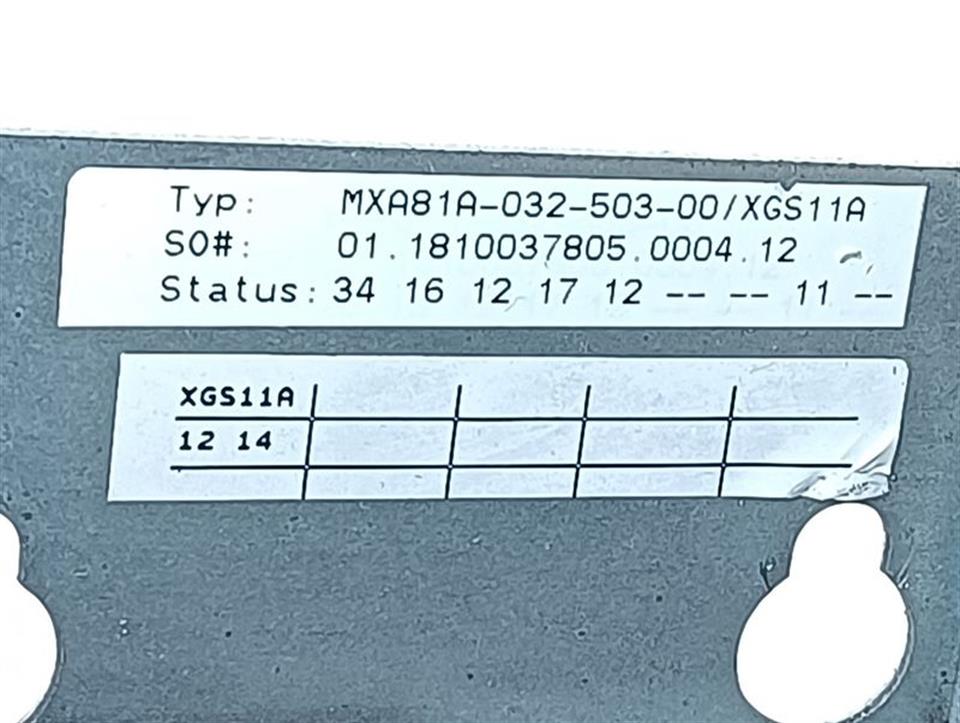 Typ: MXA81A-032-503-00/XGS11A
SO#: 01.1810037805.0004.12
Status: 34 16 12 17 12 -- -- 11 --
XGS11A
12 14